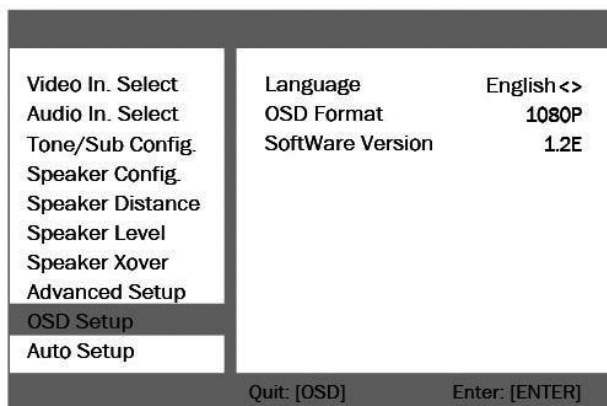 Video In. Select
Audio In. Select
Tone/Sub Config.
Speaker Config.
Speaker Distance
Speaker Level
Speaker Xover
Advanced Setup
OSD Setup
Auto Setup
Language English<>
OSD Format 1080P
SoftWare Version 1.2E
Quit: [OSD] Enter: [ENTER]